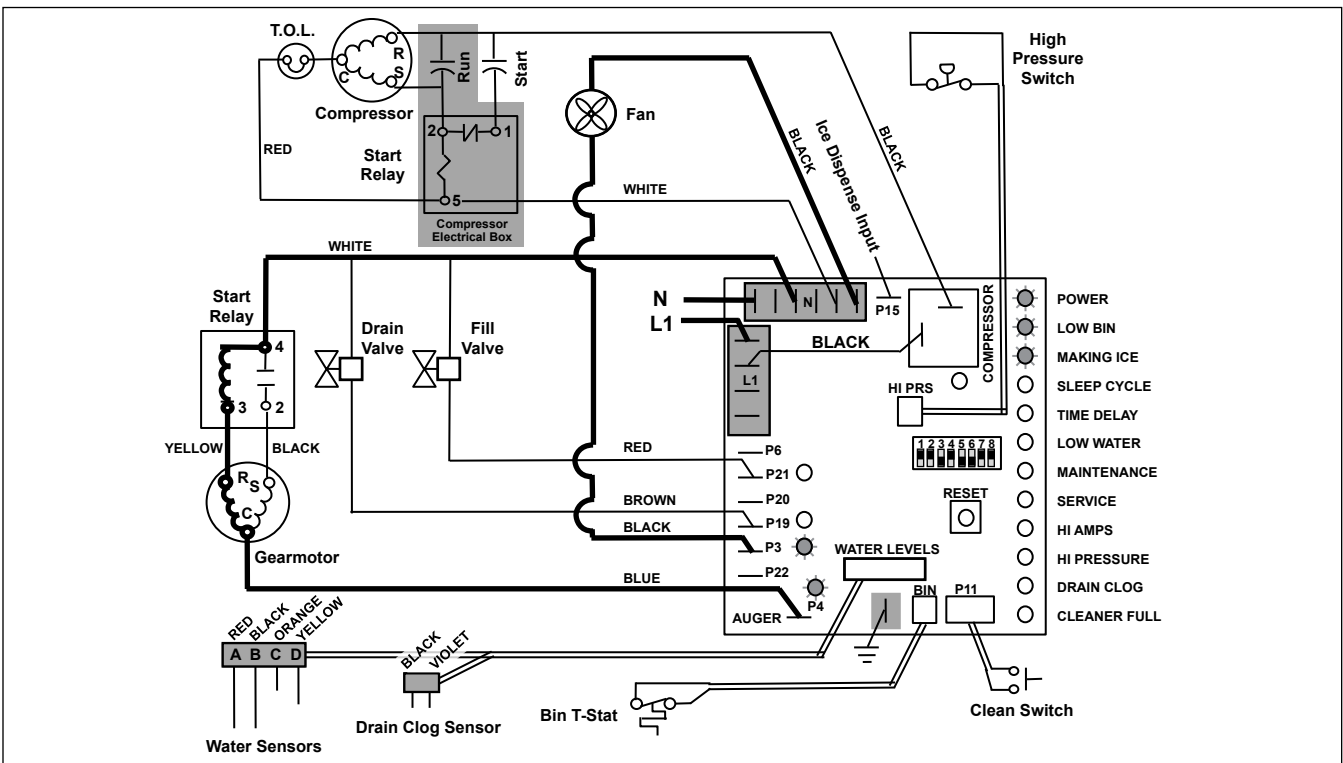 T.O.L.
R
S
C
Compressor
Run
Start
2
1
5
Start
Relay
Compressor
Electrical Box
RED
WHITE
Fan
BLACK
Ice Dispense Input
BLACK
High
Pressure
Switch
WHITE
Start
Relay
4
3
2
YELLOW
BLACK
R
S
C
Gearmotor
Drain
Valve
Fill
Valve
N
L1
N
P15
BLACK
L1
COMPRESSOR
HI PRS
1 2 3 4 5 6 7 8
RESET
POWER
LOW BIN
MAKING ICE
SLEEP CYCLE
TIME DELAY
LOW WATER
MAINTENANCE
SERVICE
HI AMPS
HI PRESSURE
DRAIN CLOG
CLEANER FULL
RED
BROWN
BLACK
BLUE
P6
P21
P20
P19
P3
P22
P4
AUGER
WATER LEVELS
BIN
P11
RED
BLACK
ORANGE
YELLOW
A B C D
Water Sensors
BLACK
VIOLET
Drain Clog Sensor
Bin T-Stat
Clean Switch